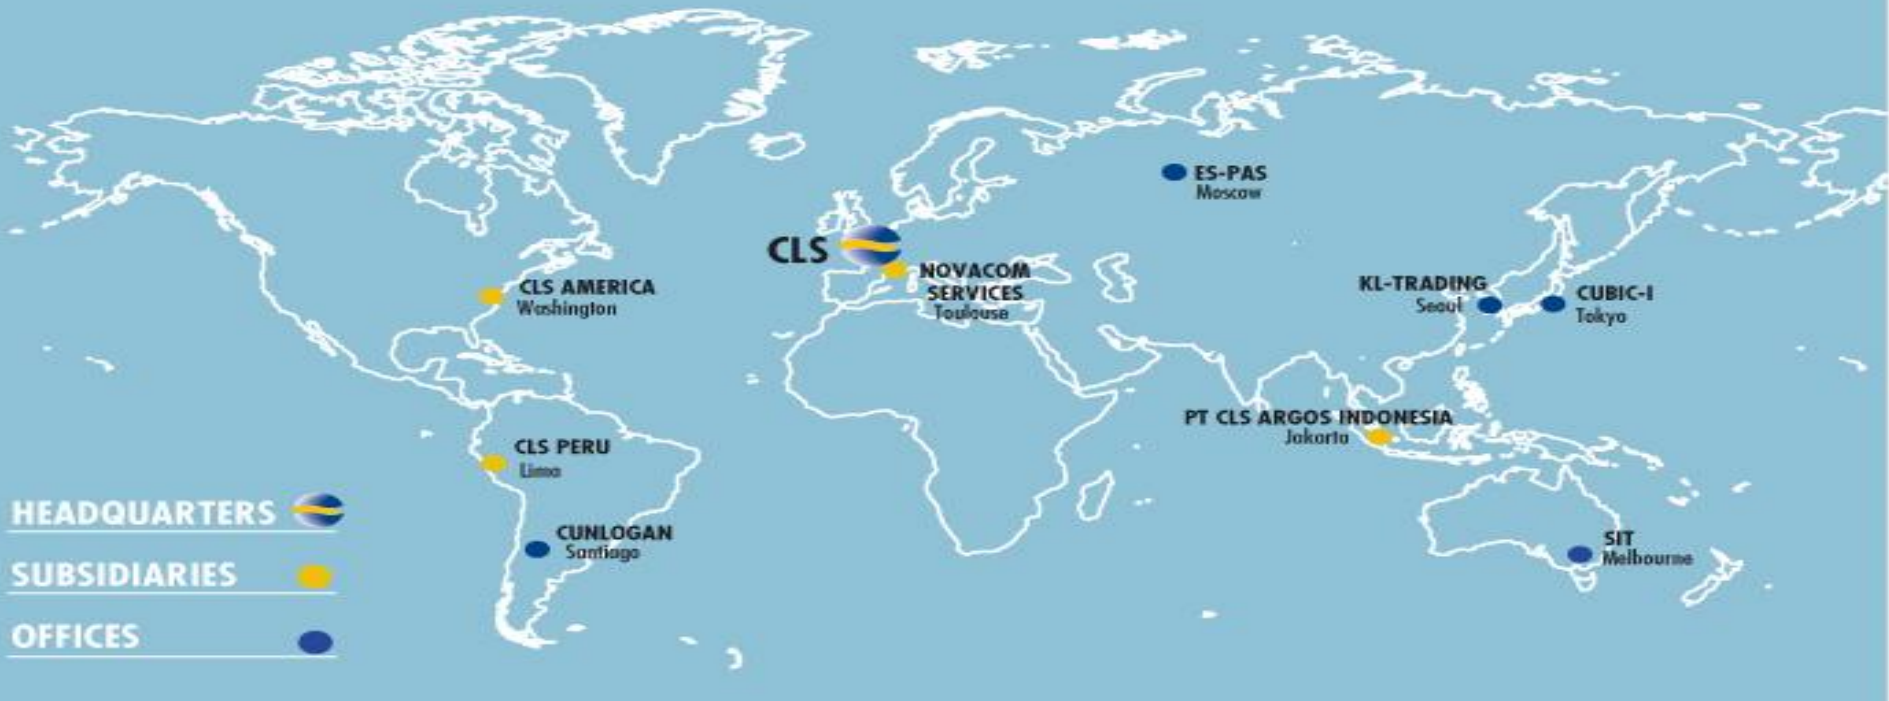 ES-PAS
Moscow
CLS
NOVACOM
SERVICES
Toulouse
CLS AMERICA
Washington
KL-TRADING
Seoul
CUBIC-I
Tokyo
PT CLS ARGOS INDONESIA
Jakarta
CLS PERU
Lima
CUNLOGAN
Santiago
SIT
Melbourne
HEADQUARTERS
SUBSIDIARIES
OFFICES